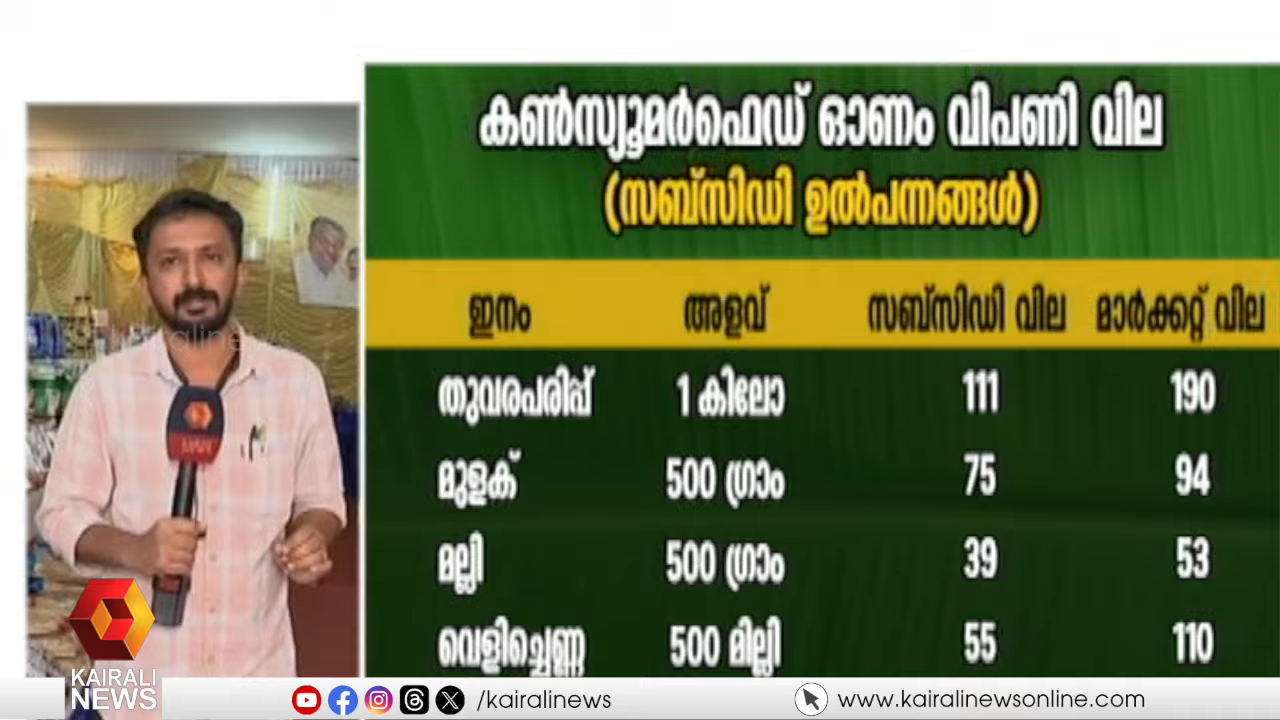 കൺസ്യൂമർഫെഡ് ഓണം വിപണി വില
(സബ്സിഡി ഉൽപന്നങ്ങൾ)
ഇനം അളവ് സബ്സിഡി വില മാർക്കറ്റ് വില
തുവരപരിപ്പ് 1 കിലോ 111 190
മുളക് 500 ഗ്രാം 75 94
മല്ലി 500 ഗ്രാം 39 53
വെളിച്ചെണ്ണ 500 മില്ലി 55 110
kairalinews
KAIRALI
NEWS
/kairalinews
www.kairalinewsonline.com